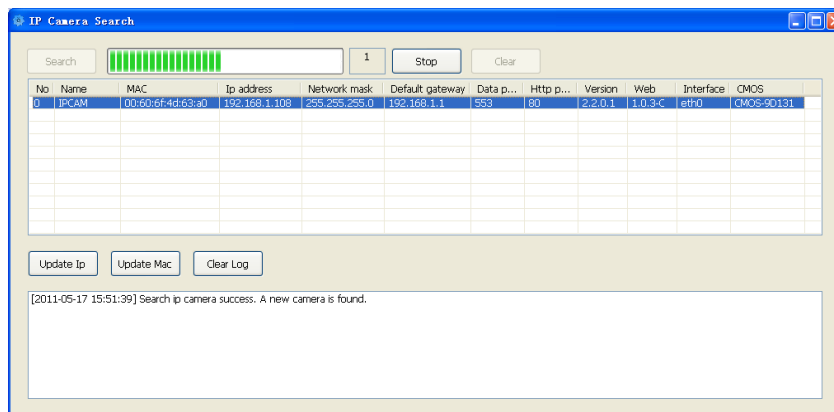 IP Camera Search
Search 1 Stop Clear
No Name MAC Ip address Network mask Default gateway Data p... Http p... Version Web Interface CMOS
0 IPCAM 00:60:6f:4d:63:a0 192.168.1.108 255.255.255.0 192.168.1.1 553 80 2.2.0.1 1.0.3-C eth0 CMOS-9D131
Update Ip Update Mac Clear Log
[2011-05-17 15:51:39] Search ip camera success. A new camera is found.